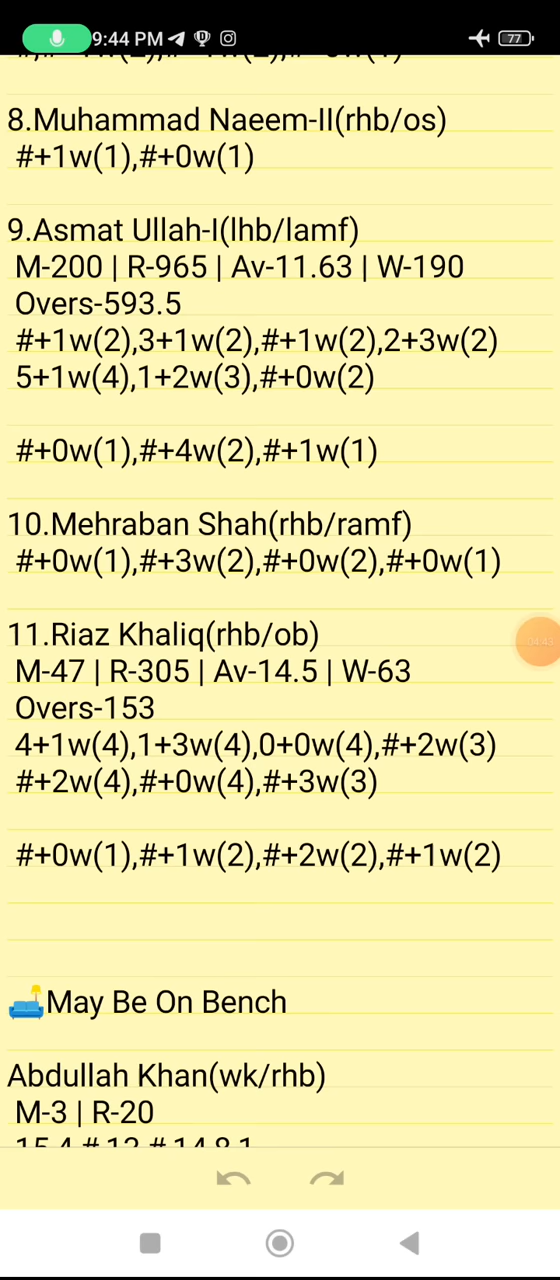 9:44 PM
77
8.Muhammad Naeem-II(rhb/os)
#+1w(1),#+0w(1)
9.Asmat Ullah-I(lhb/lamf)
M-200 | R-965 | Av-11.63 | W-190
Overs-593.5
#+1w(2),3+1w(2),#+1w(2),2+3w(2)
5+1w(4),1+2w(3),#+0w(2)
#+0w(1),#+4w(2),#+1w(1)
10.Mehraban Shah(rhb/ramf)
#+0w(1),#+3w(2),#+0w(2),#+0w(1)
04:43
11.Riaz Khaliq(rhb/ob)
M-47 | R-305 | Av-14.5 | W-63
Overs-153
4+1w(4),1+3w(4),0+0w(4),#+2w(3)
#+2w(4),#+0w(4),#+3w(3)
#+0w(1),#+1w(2),#+2w(2),#+1w(2)
🛋️May Be On Bench
Abdullah Khan(wk/rhb)
M-3 | R-20